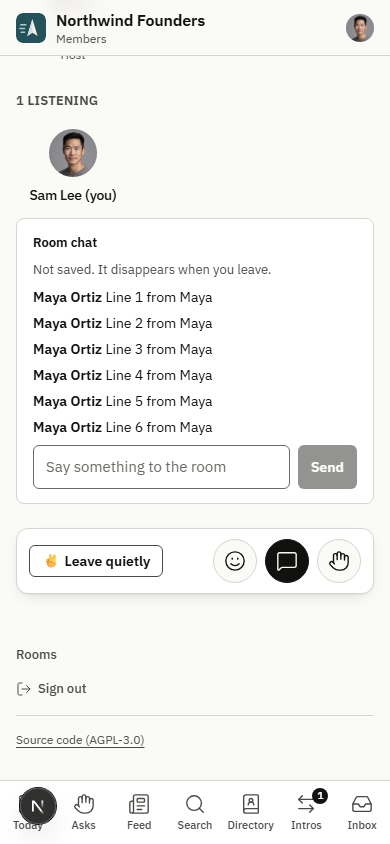 Northwind Founders
Members
Host
1 LISTENING
Sam Lee (you)
Room chat
Not saved. It disappears when you leave.
Maya Ortiz Line 1 from Maya
Maya Ortiz Line 2 from Maya
Maya Ortiz Line 3 from Maya
Maya Ortiz Line 4 from Maya
Maya Ortiz Line 5 from Maya
Maya Ortiz Line 6 from Maya
Say something to the room
Send
✌️ Leave quietly
Rooms
Sign out
Source code (AGPL-3.0)
N
1
Today Asks Feed Search Directory Intros Inbox